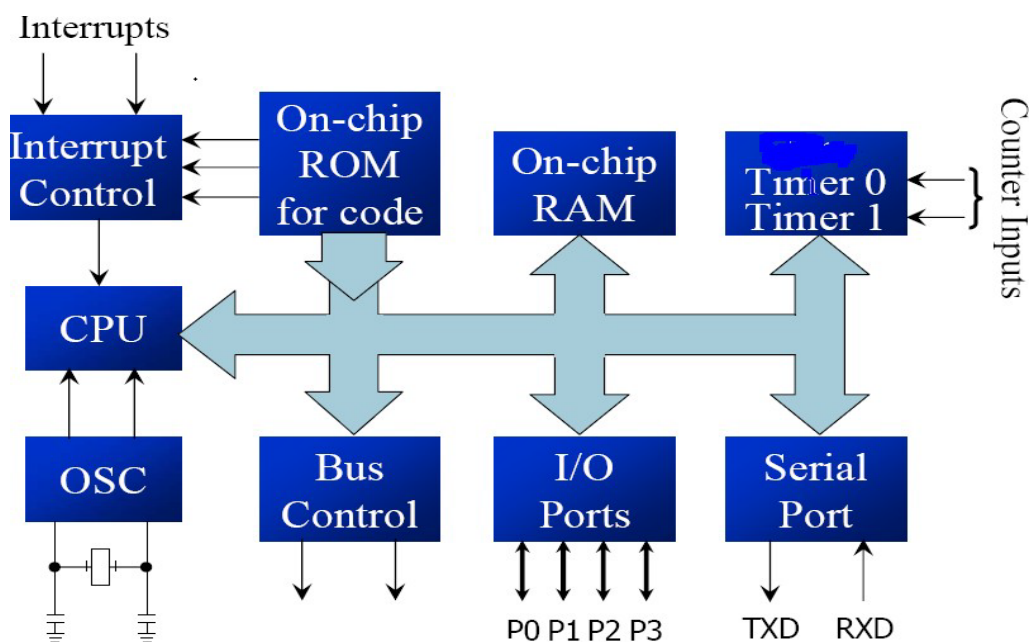 Interrupts
Interrupt
Control
On-chip
ROM
for code
On-chip
RAM
Timer 0
Timer 1
Counter Inputs
CPU
OSC
Bus
Control
I/O
Ports
Serial
Port
P0 P1 P2 P3
TXD RXD